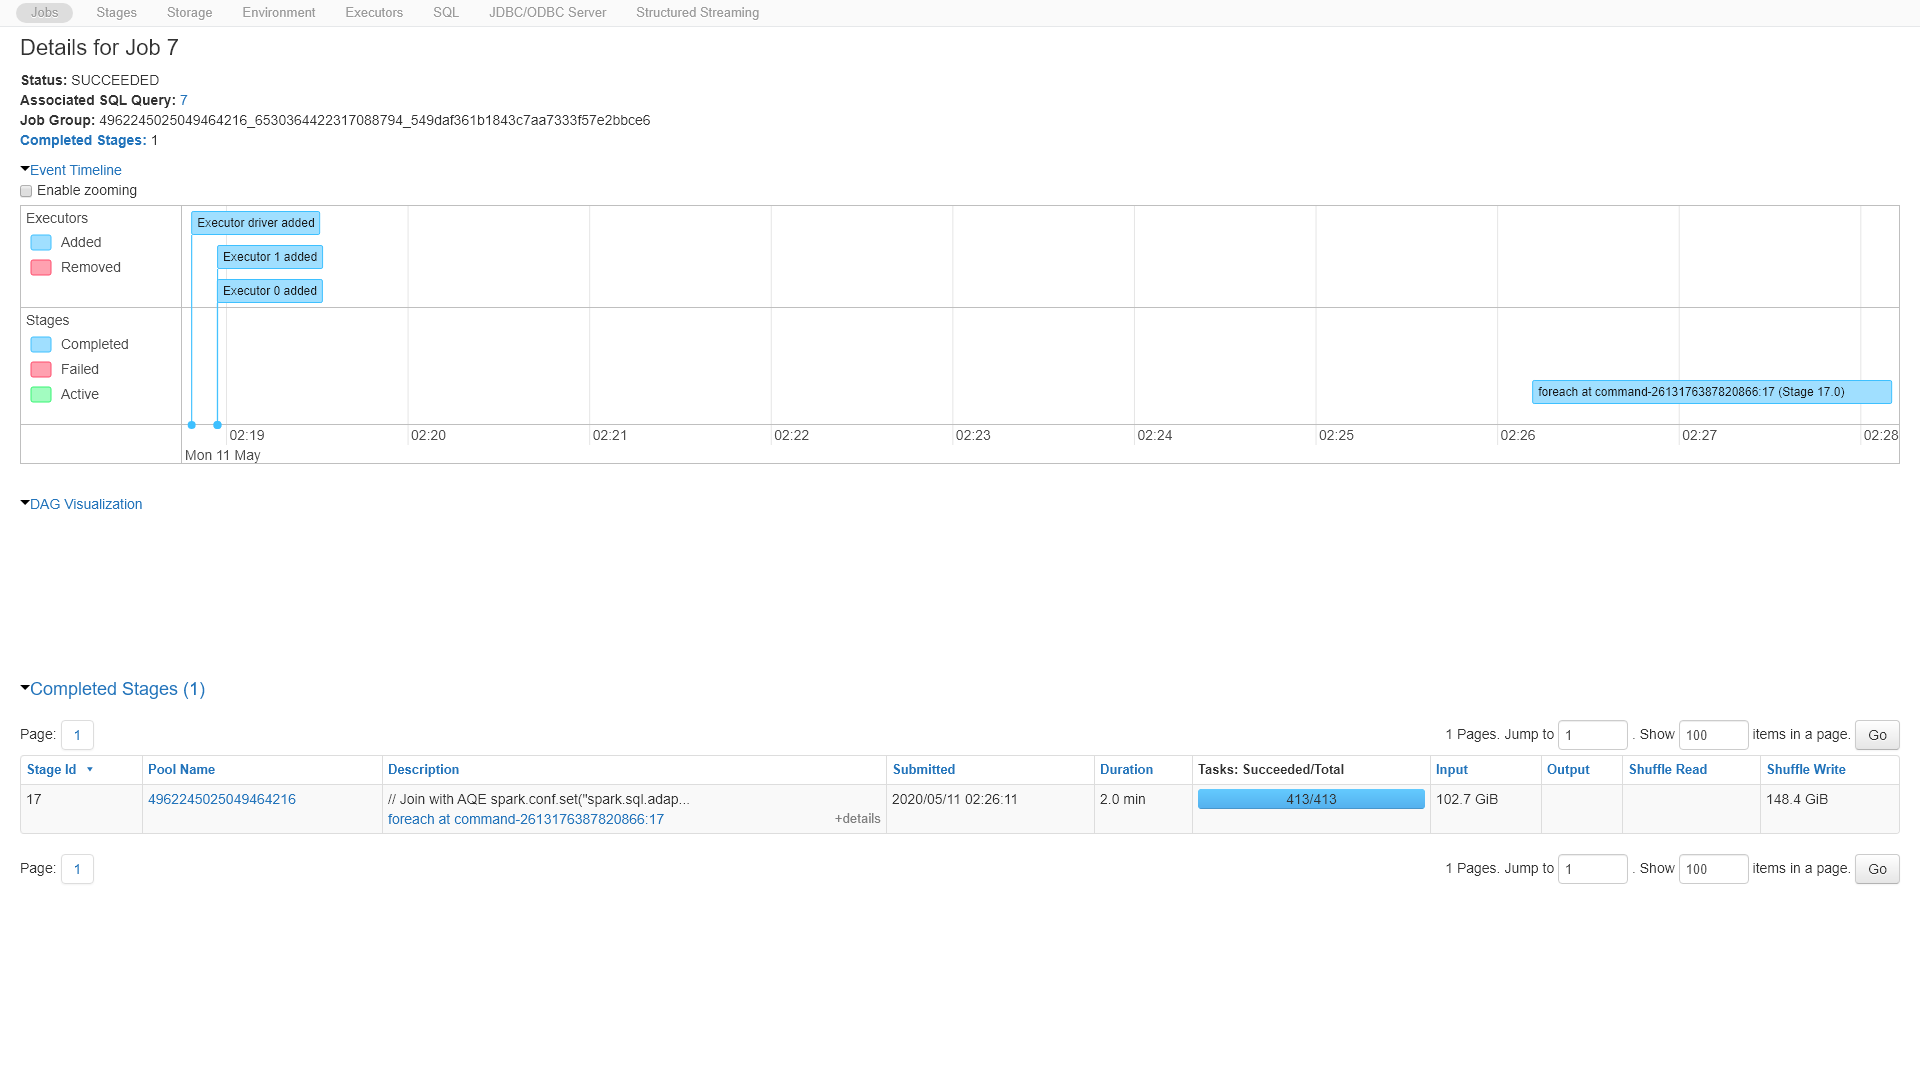 Jobs Stages Storage Environment Executors SQL JDBC/ODBC Server Structured Streaming
Details for Job 7
Status: SUCCEEDED
Associated SQL Query: 7
Job Group: 4962245025049464216_6530364422317088794_549daf361b1843c7aa7333f57e2bbce6
Completed Stages: 1
Event Timeline
Enable zooming
Executors
Added
Removed
Executor driver added
Executor 1 added
Executor 0 added
Stages
Completed
Failed
Active
foreach at command-2613176387820866:17 (Stage 17.0)
02:19 02:20 02:21 02:22 02:23 02:24 02:25 02:26 02:27 02:28
Mon 11 May
DAG Visualization
Completed Stages (1)
Page: 1 1 Pages. Jump to 1 . Show 100 items in a page. Go
Stage Id Pool Name Description Submitted Duration Tasks: Succeeded/Total Input Output Shuffle Read Shuffle Write
17 4962245025049464216 // Join with AQE spark.conf.set("spark.sql.adap... 2020/05/11 02:26:11 2.0 min 413/413 102.7 GiB 148.4 GiB
foreach at command-2613176387820866:17 +details
Page: 1 1 Pages. Jump to 1 . Show 100 items in a page. Go